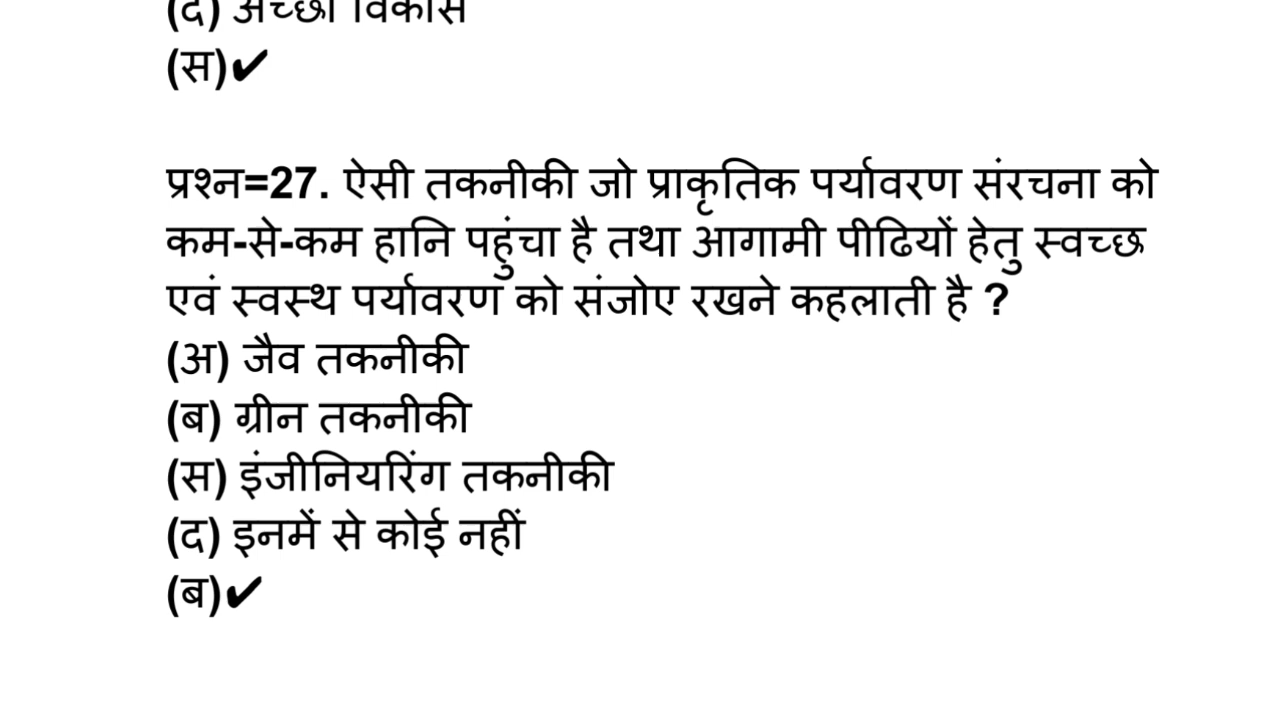 (द) अच्छा विकास
(स)✔
प्रश्न=27. ऐसी तकनीकी जो प्राकृतिक पर्यावरण संरचना को
कम-से-कम हानि पहुंचा है तथा आगामी पीढियों हेतु स्वच्छ
एवं स्वस्थ पर्यावरण को संजोए रखने कहलाती है ?
(अ) जैव तकनीकी
(ब) ग्रीन तकनीकी
(स) इंजीनियरिंग तकनीकी
(द) इनमें से कोई नहीं
(ब)✔